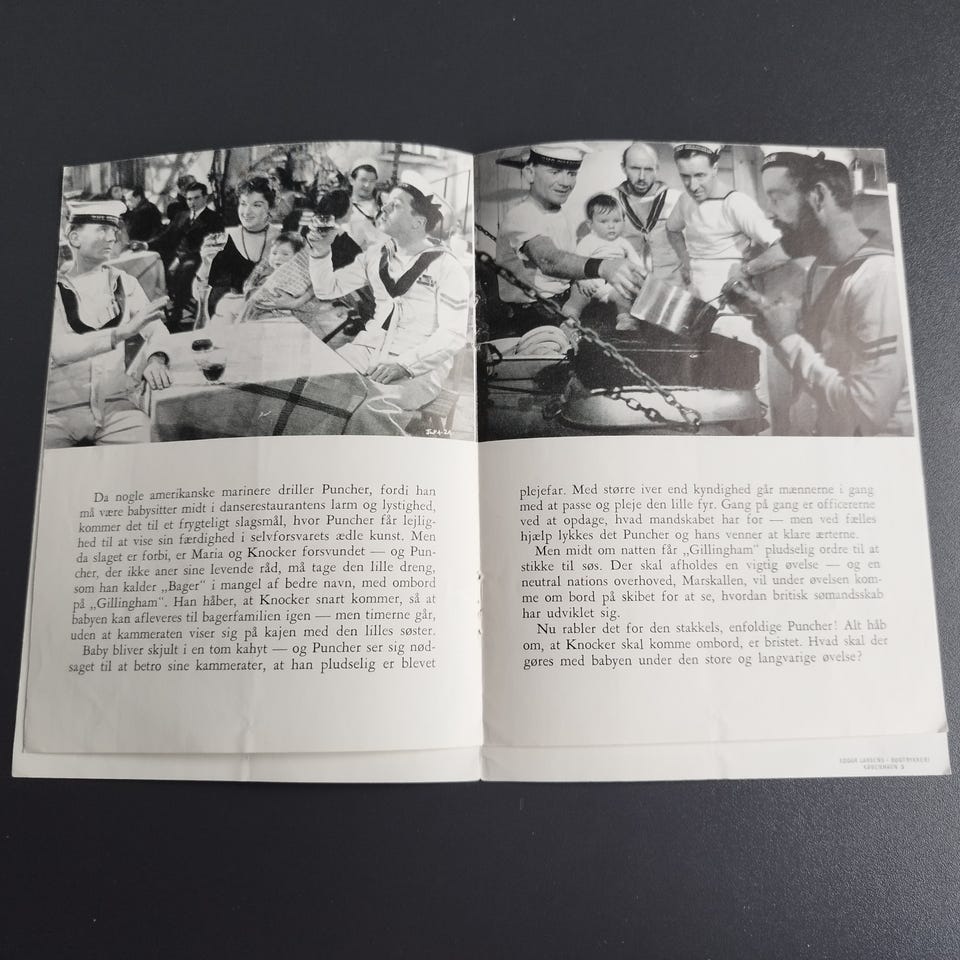 Da nogle amerikanske marinere driller Puncher, fordi han
må være babysitter midt i danserestaurantens larm og lystighed,
kommer det til et frygteligt slagsmål, hvor Puncher får lejlig-
hed til at vise sin færdighed i selvforsvarets ædle kunst. Men
da slaget er forbi, er Maria og Knocker forsvundet — og Pun-
cher, der ikke aner sine levende råd, må tage den lille dreng,
som han kalder „Bager“ i mangel af bedre navn, med ombord
på „Gillingham“. Han håber, at Knocker snart kommer, så at
babyen kan afleveres til bagerfamilien igen — men timerne går,
uden at kammeraten viser sig på kajen med den lilles søster.
Baby bliver skjult i en tom kahyt — og Puncher ser sig nød-
saget til at betro sine kammerater, at han pludselig er blevet
plejefar. Med større iver end kyndighed går mændene i gang
med at passe og pleje den lille fyr. Gang på gang er officererne
ved at opdage, hvad mandskabet har for — men ved fælles
hjælp lykkes det Puncher og hans venner at klare ærterne.
Men midt om natten får „Gillingham“ pludselig ordre til at
stikke til søs. Der skal afholdes en vigtig øvelse — og en
neutral nations overhoved, Marskallen, vil under øvelsen kom-
me om bord på skibet for at se, hvordan britisk sømandsskab
har udviklet sig.
Nu rabler det for den stakkels, enfoldige Puncher! Alt håb
om, at Knocker skal komme ombord, er bristet. Hvad skal der
gøres med babyen under den store og langvarige øvelse?
LARSENS · BOGTRYKKERI
KØBENHAVN